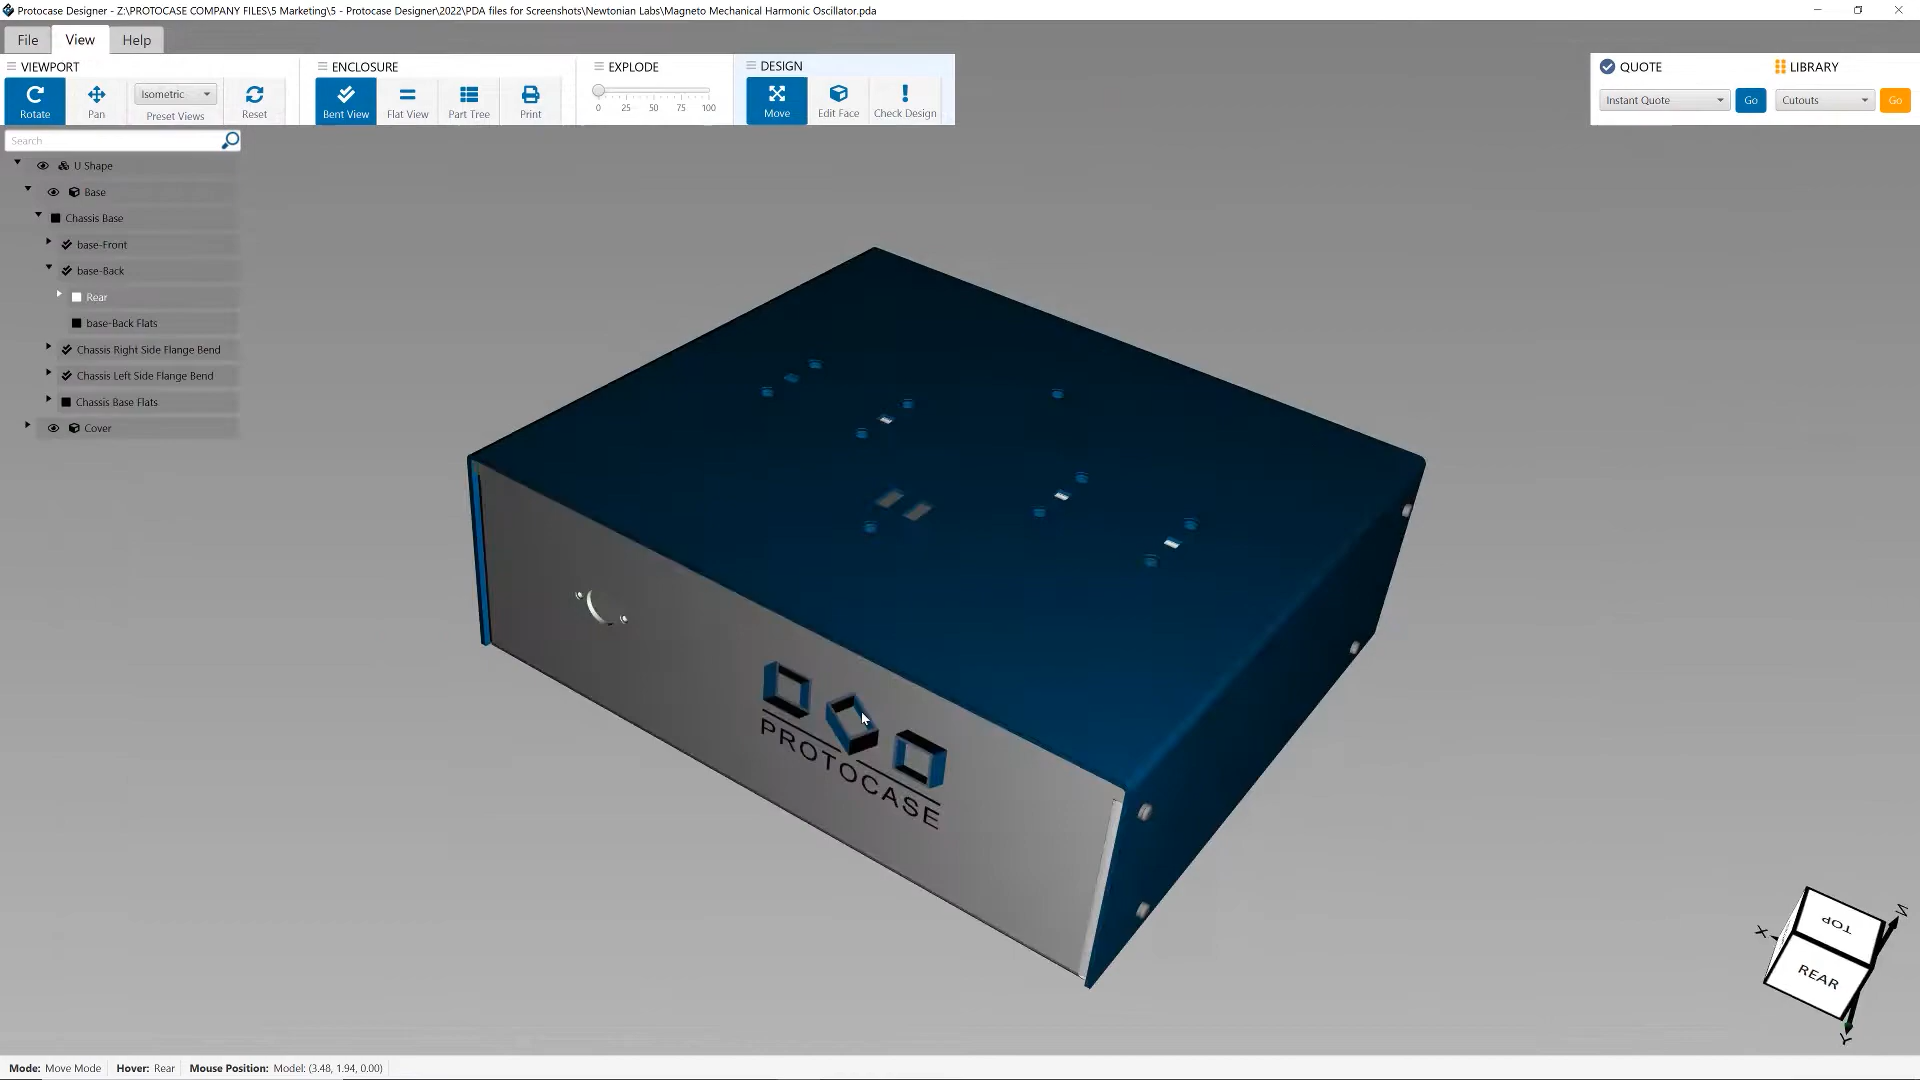 Protocase Designer - Z:\PROTOCASE COMPANY FILES\5 Marketing\5 - Protocase Designer\2022\PDA files for Screenshots\Newtonian Labs\Magneto Mechanical Harmonic Oscillator.pda
File View Help
VIEWPORT ENCLOSURE EXPLODE DESIGN QUOTE LIBRARY
Isometric Instant Quote Go Cutouts Go
0 25 50 75 100
Rotate Pan Preset Views Reset Bent View Flat View Part Tree Print Move Edit Face Check Design
Search
U Shape
Base
Chassis Base
base-Front
base-Back
Rear
base-Back Flats
Chassis Right Side Flange Bend
Chassis Left Side Flange Bend
Chassis Base Flats
Cover
PROTOCASE
TOP
X
REAR
Y
Mode: Move Mode Hover: Rear Mouse Position: Model: (3.48, 1.94, 0.00)